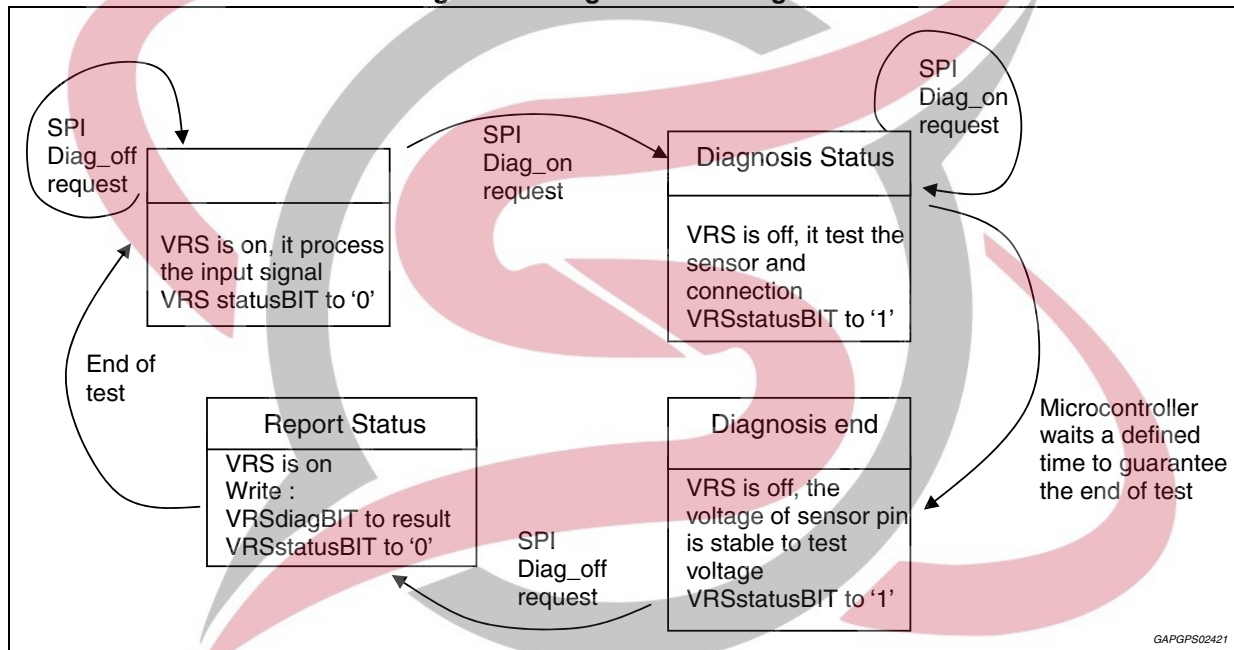 SPI
Diag_off
request
VRS is on, it process
the input signal
VRS statusBIT to ‘0’
SPI
Diag_on
request
Diagnosis Status
VRS is off, it test the
sensor and
connection
VRSstatusBIT to ‘1’
SPI
Diag_on
request
End of
test
Report Status
VRS is on
Write :
VRSdiagBIT to result
VRSstatusBIT to ‘0’
SPI
Diag_off
request
Diagnosis end
VRS is off, the
voltage of sensor pin
is stable to test
voltage
VRSstatusBIT to ‘1’
Microcontroller
waits a defined
time to guarantee
the end of test
GAPGPS02421